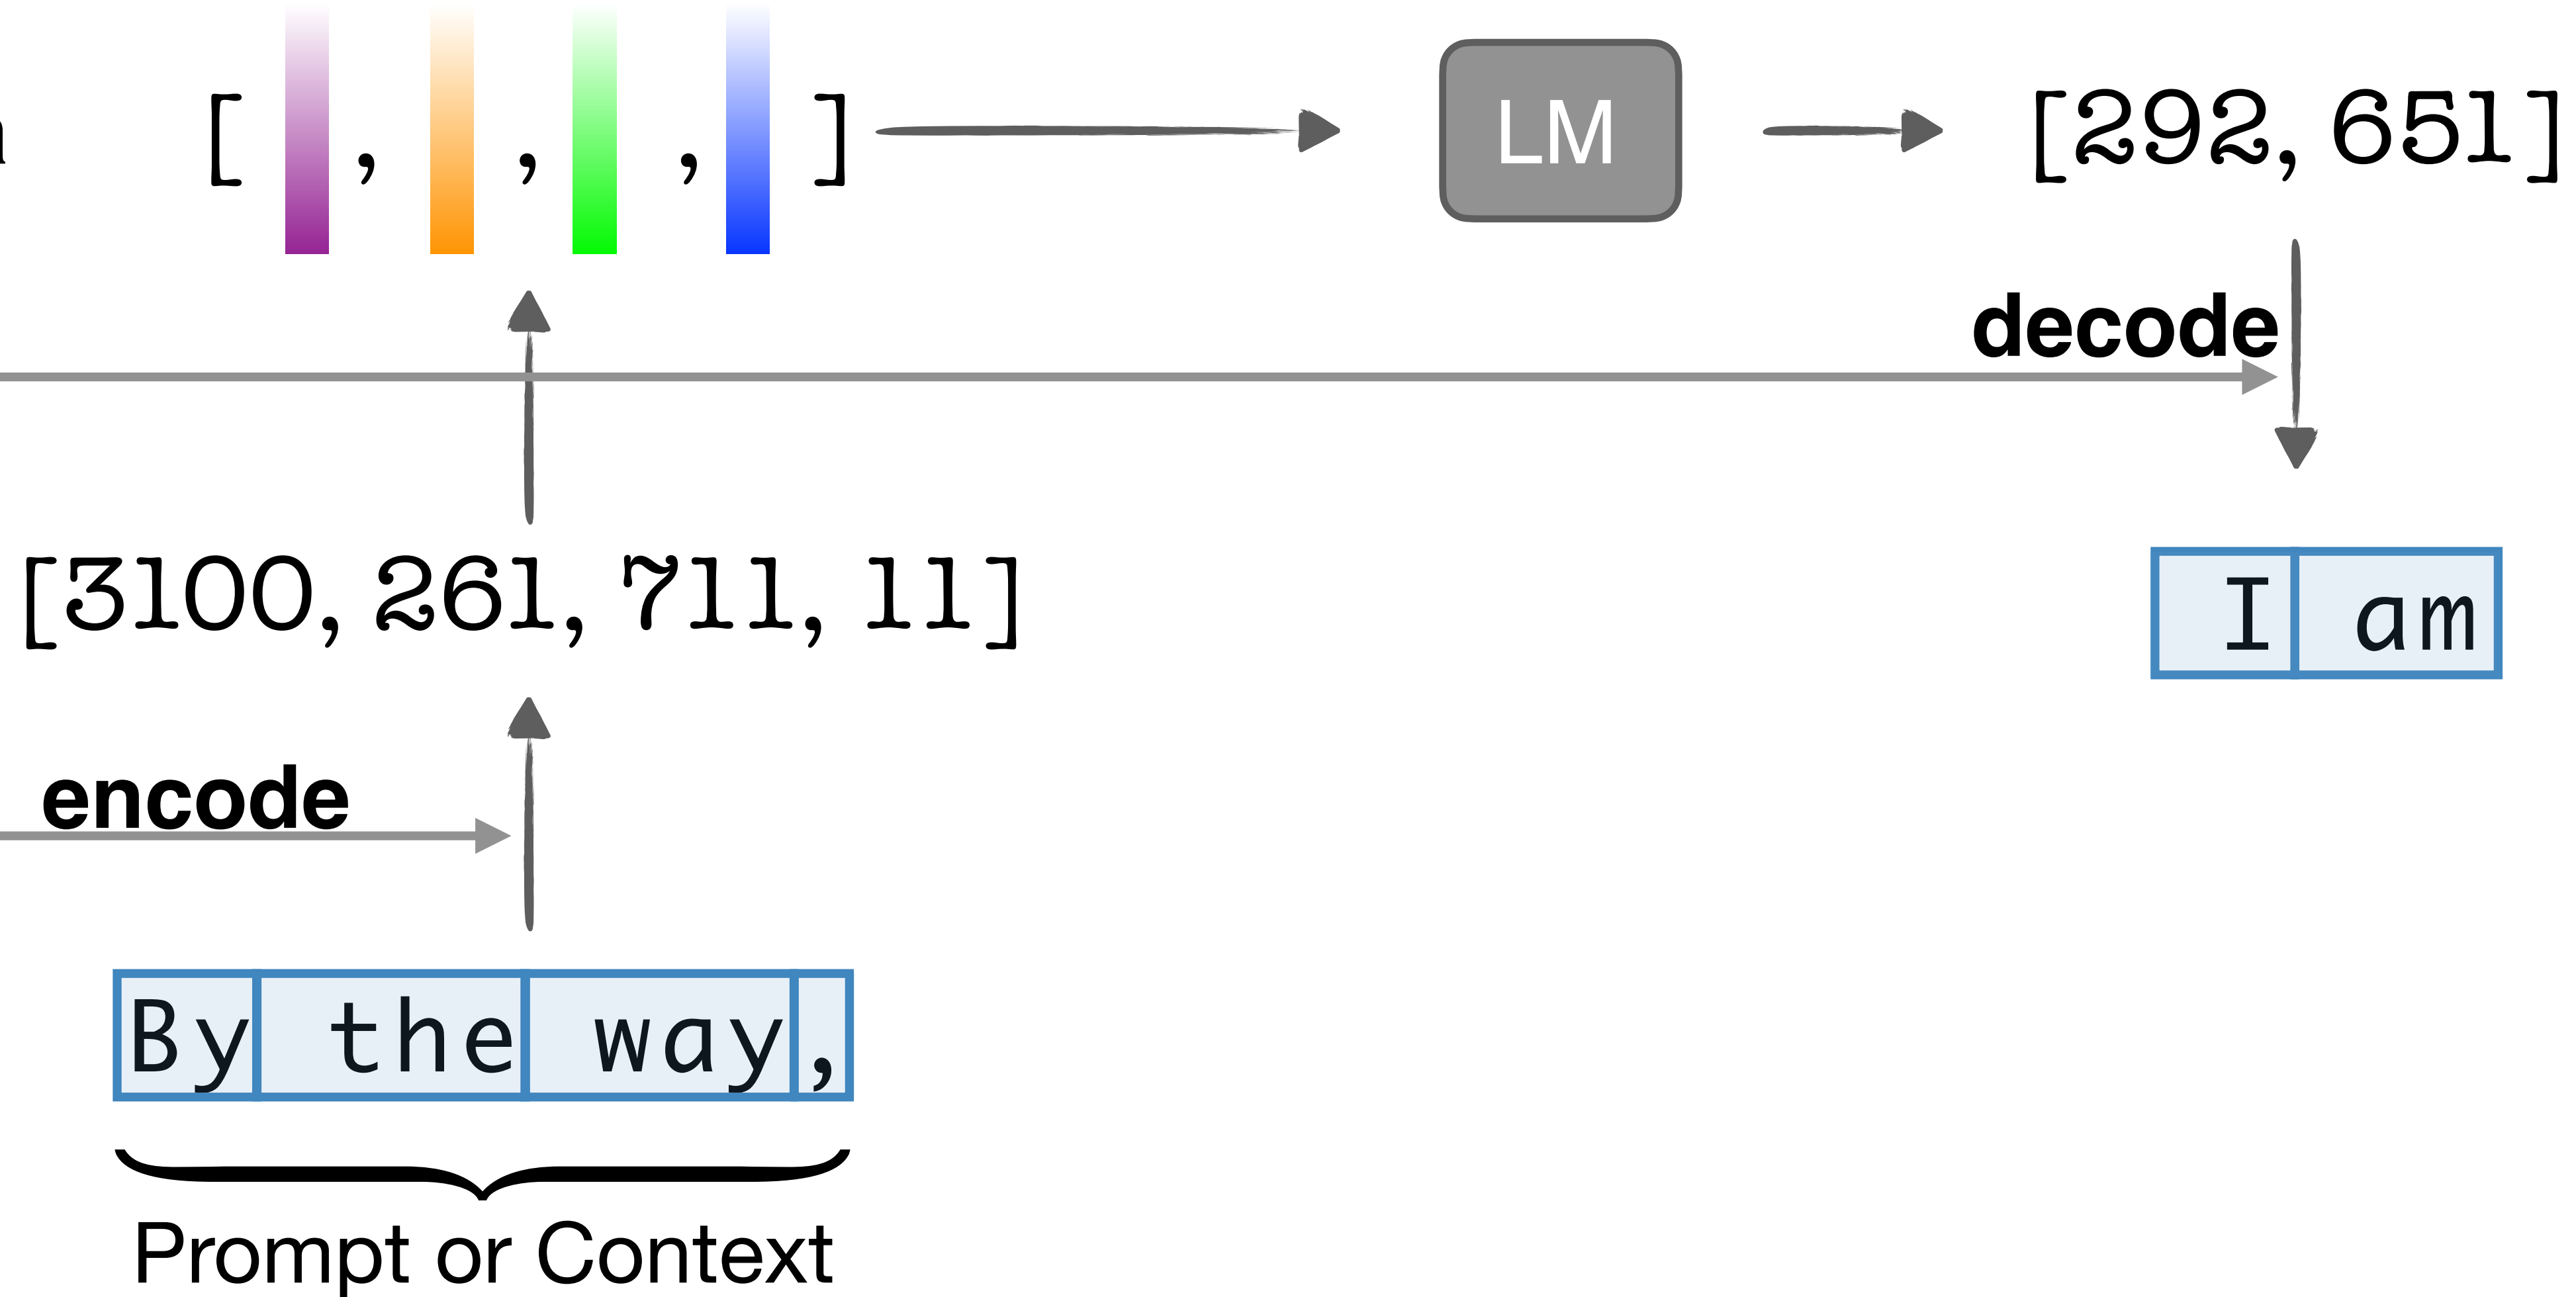 [ , , , ] LM [292, 651]
decode
[3100, 261, 711, 11] I am
encode
By the way,
Prompt or Context